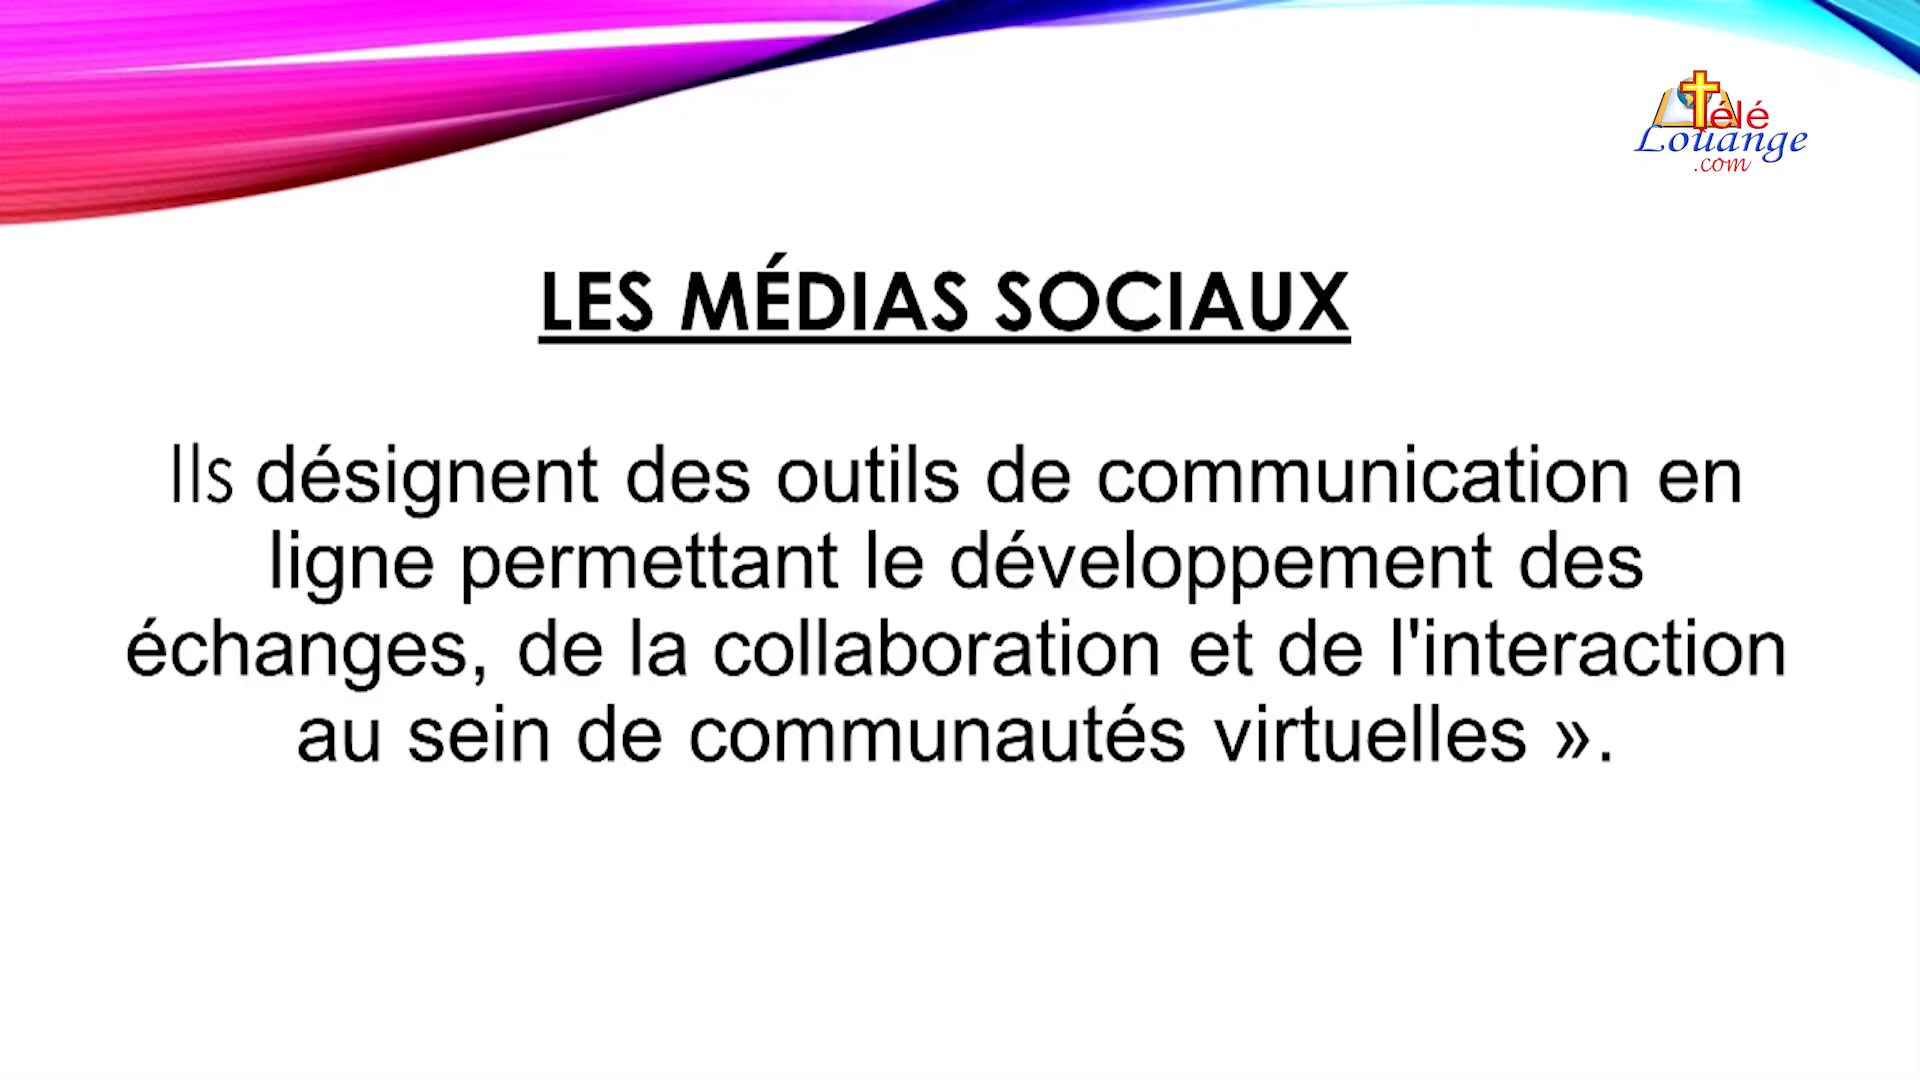 Télé
Louange
.com
LES MÉDIAS SOCIAUX
Ils désignent des outils de communication en
ligne permettant le développement des
échanges, de la collaboration et de l'interaction
au sein de communautés virtuelles ».